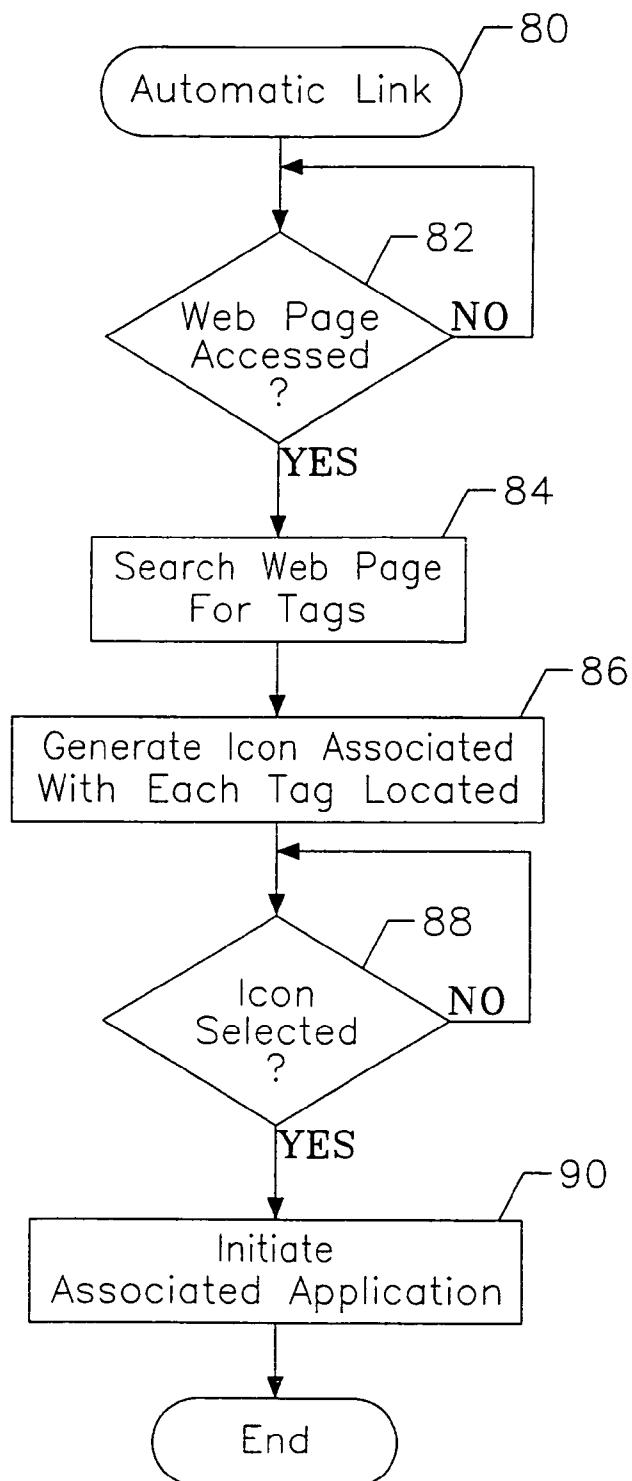 80
Automatic Link
82
Web Page
Accessed
?
NO
YES
84
Search Web Page
For Tags
86
Generate Icon Associated
With Each Tag Located
88
Icon
Selected
?
NO
YES
90
Initiate
Associated Application
End